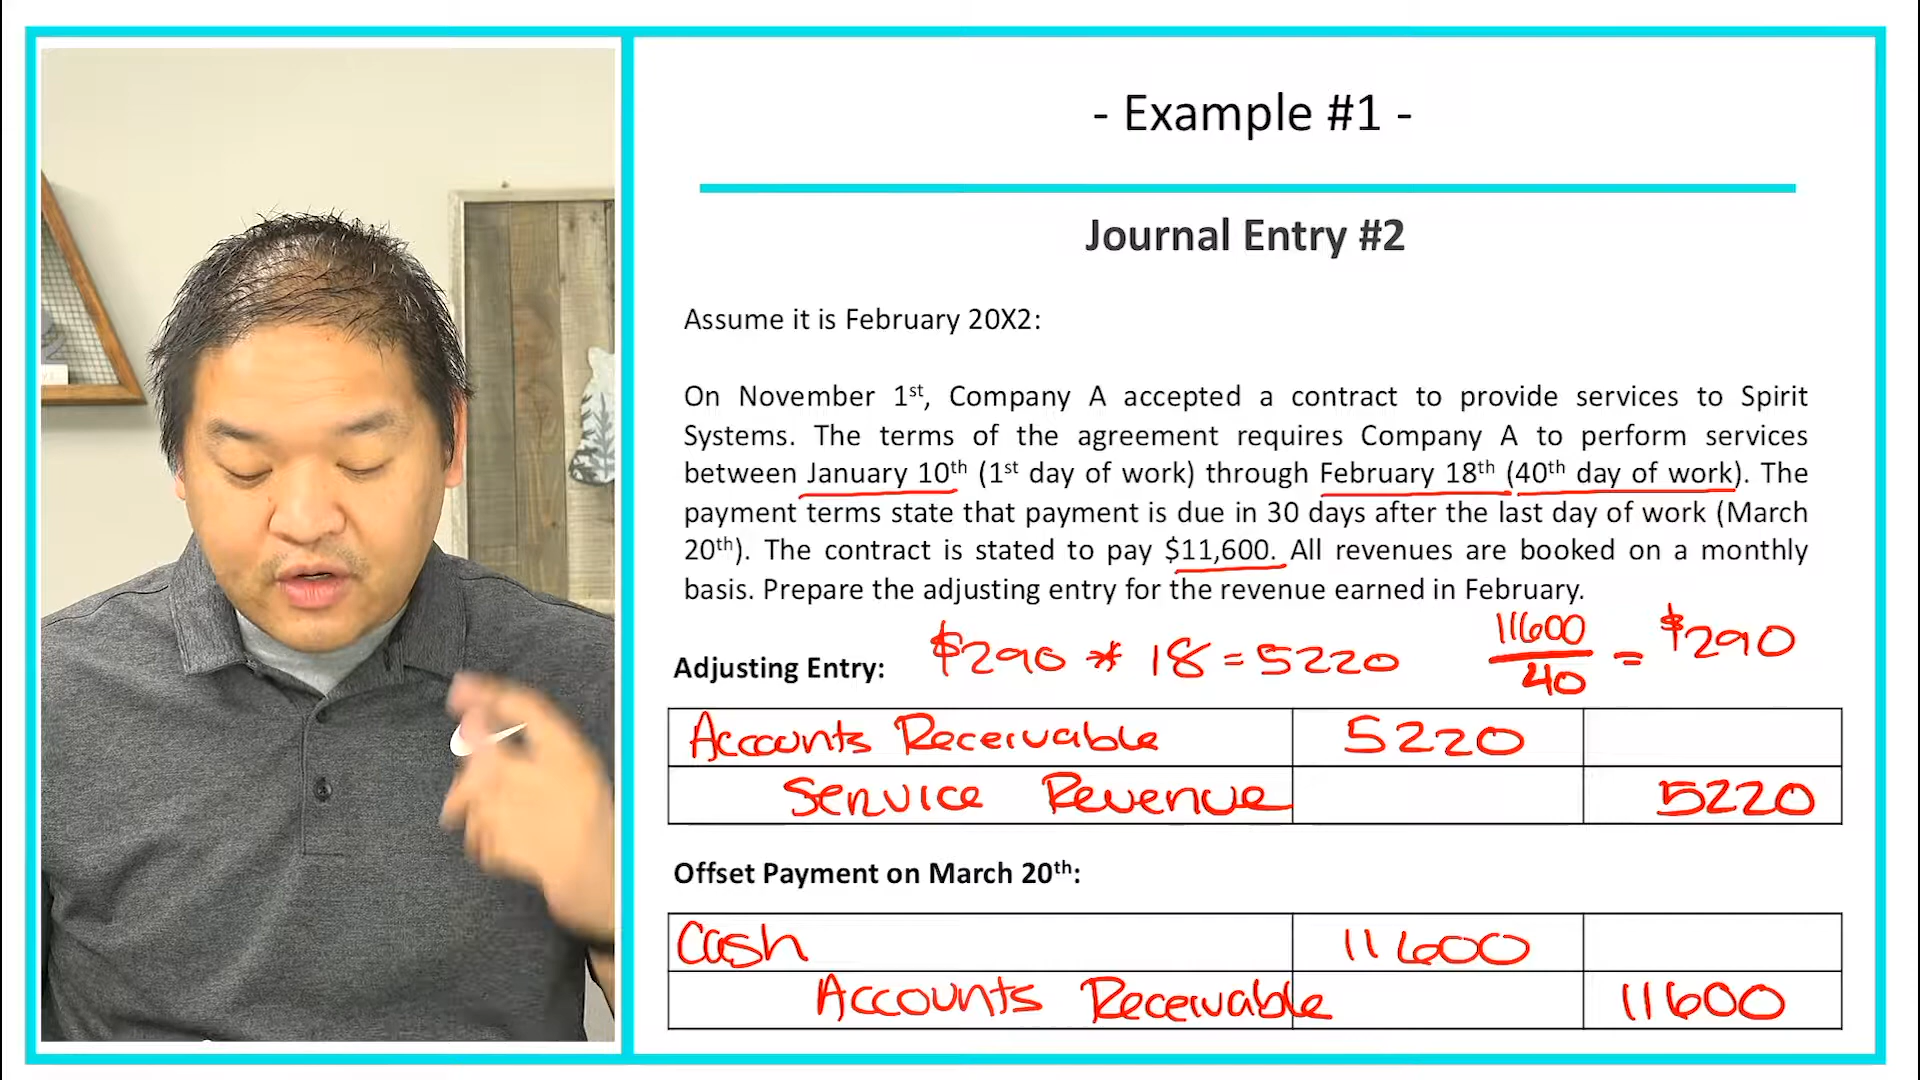 - Example #1 -
Journal Entry #2
Assume it is February 20X2:
On November 1st, Company A accepted a contract to provide services to Spirit
Systems. The terms of the agreement requires Company A to perform services
between January 10th (1st day of work) through February 18th (40th day of work). The
payment terms state that payment is due in 30 days after the last day of work (March
20th). The contract is stated to pay $11,600. All revenues are booked on a monthly
basis. Prepare the adjusting entry for the revenue earned in February.
Adjusting Entry: $290 * 18 = 5220 11600/40 = $290
Accounts Receivable 5220
Service Revenue 5220
Offset Payment on March 20th:
Cash 11600
Accounts Receivable 11600